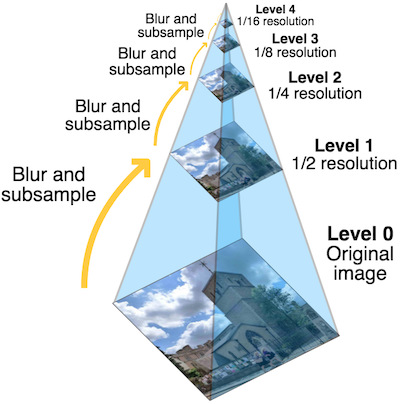 Blur and
subsample
Level 4
1/16 resolution
Blur and
subsample
Level 3
1/8 resolution
Blur and
subsample
Level 2
1/4 resolution
Blur and
subsample
Level 1
1/2 resolution
Level 0
Original
image